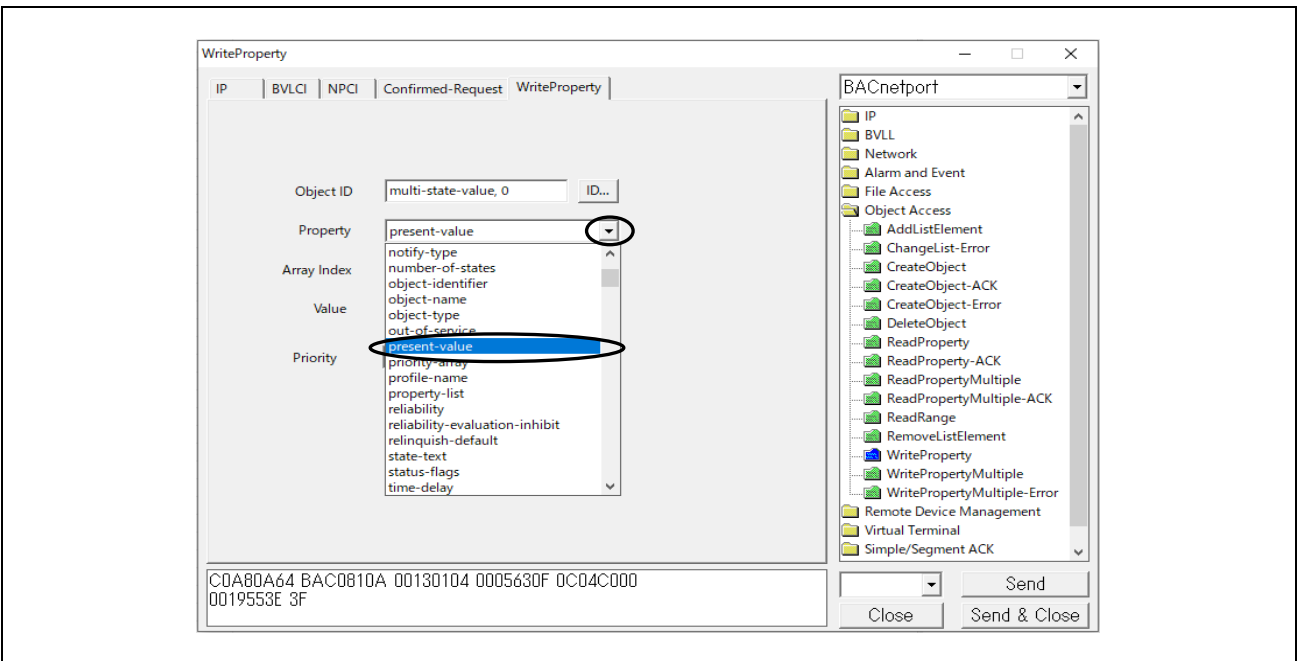 WriteProperty
IP BVLCI NPCI Confirmed-Request WriteProperty
Object ID multi-state-value, 0 ID...
Property present-value
Array Index
Value
Priority
notify-type
number-of-states
object-identifier
object-name
object-type
out-of-service
present-value
priority-array
profile-name
property-list
reliability
reliability-evaluation-inhibit
relinquish-default
state-text
status-flags
time-delay
C0A80A64 BAC0810A 00130104 0005630F 0C04C000
0019553E 3F
BACnetport
IP
BVLL
Network
Alarm and Event
File Access
Object Access
AddListElement
ChangeList-Error
CreateObject
CreateObject-ACK
CreateObject-Error
DeleteObject
ReadProperty
ReadProperty-ACK
ReadPropertyMultiple
ReadPropertyMultiple-ACK
ReadRange
RemoveListElement
WriteProperty
WritePropertyMultiple
WritePropertyMultiple-Error
Remote Device Management
Virtual Terminal
Simple/Segment ACK
Send
Close Send & Close